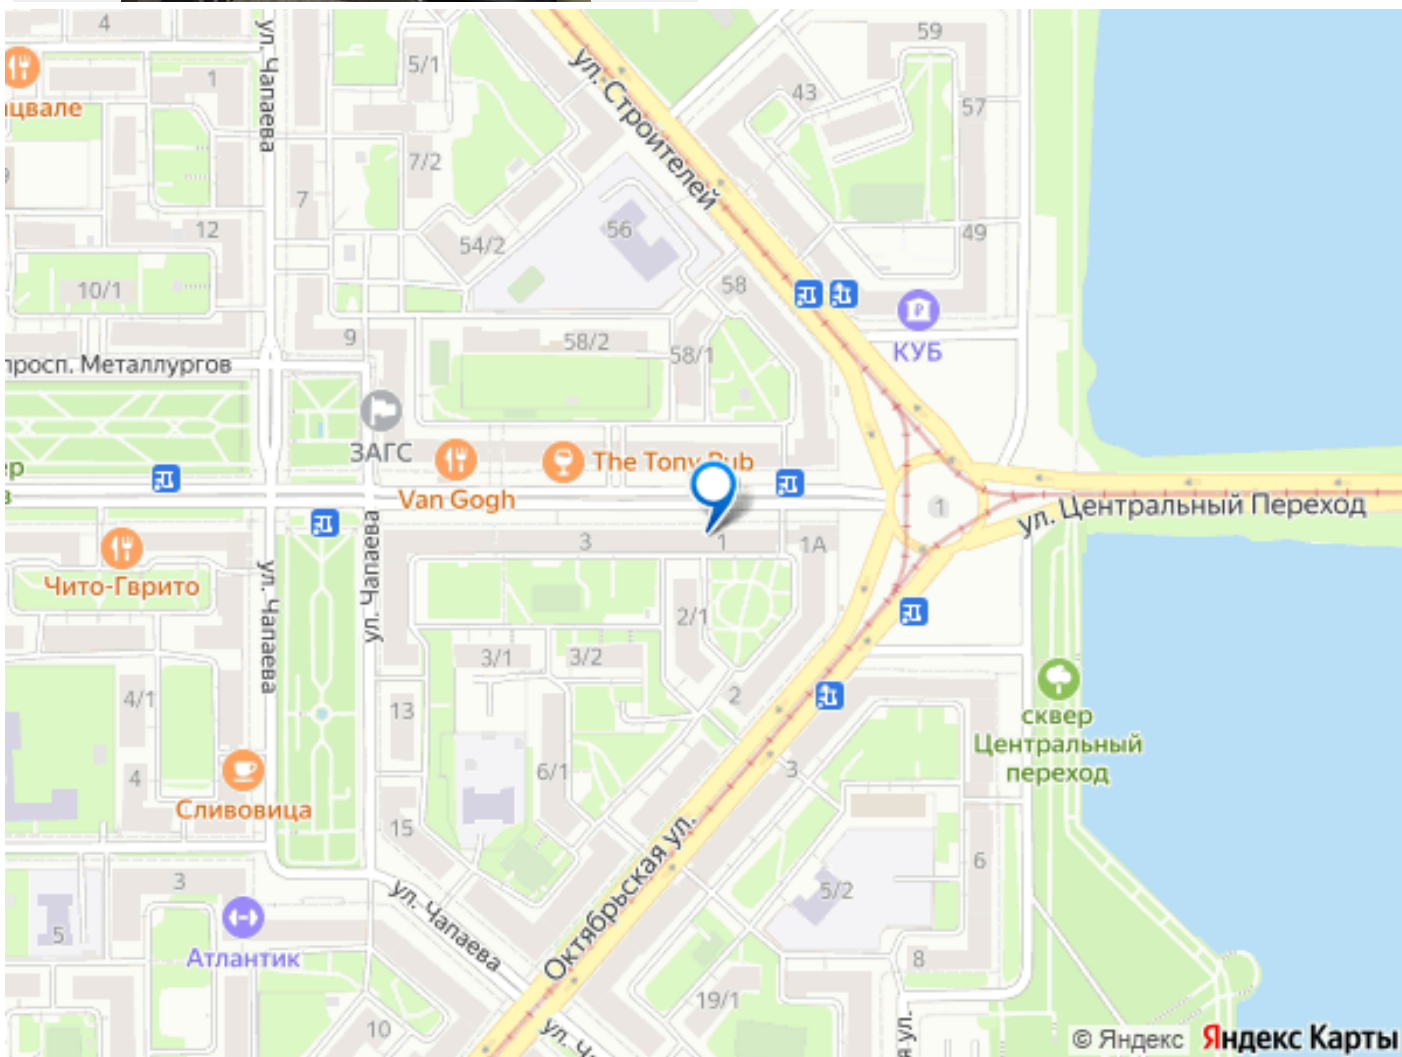 4
59
5/1
1
ул. Чапаева
цвале
ул. Строителей
43
57
7/2
7
12
56
54/2
49
10/1
58
КУБ
9
58/2
58/1
просп. Металлургов
ЗАГС
The Tony Pub
Van Gogh
1
ул. Центральный Переход
3
1
1А
Чито-Гврито
ул. Чапаева
ул. Чапаева
2/1
3/1
3/2
2
4/1
13
сквер
Центральный
переход
6/1
3
4
Сливовица
15
Октябрьская ул.
6
3
5/2
ул. Чапаева
5
Атлантик
8
19/1
10
© Яндекс Яндекс Карты